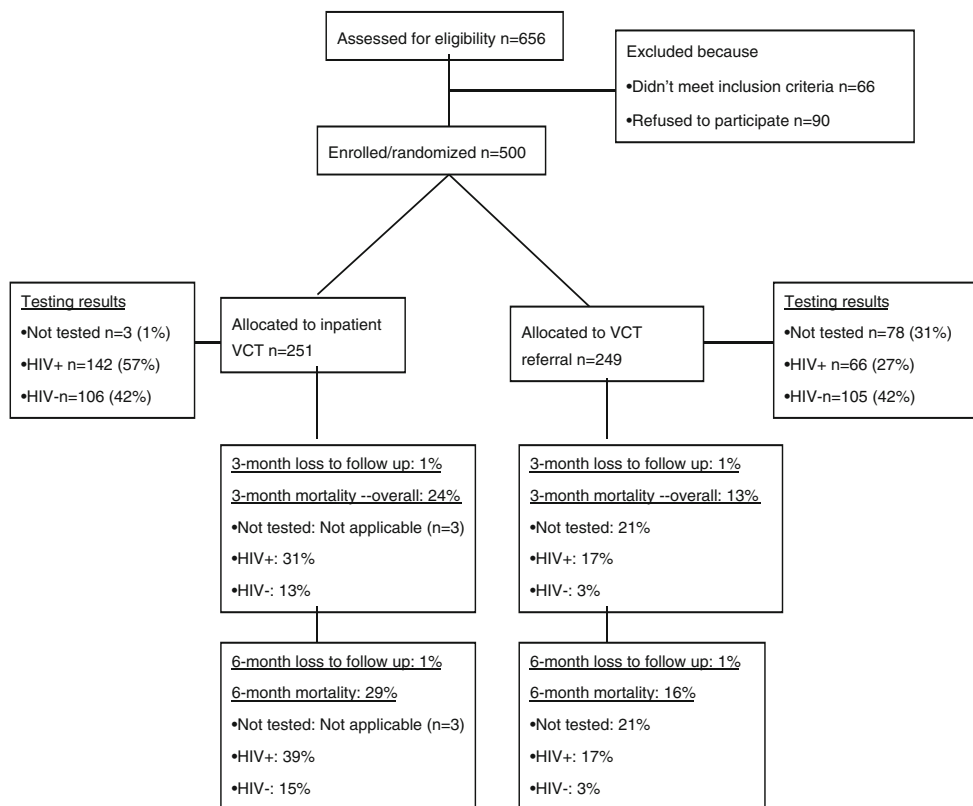 Assessed for eligibility n=656
Excluded because
•Didn't meet inclusion criteria n=66
•Refused to participate n=90
Enrolled/randomized n=500
Testing results
•Not tested n=3 (1%)
•HIV+ n=142 (57%)
•HIV-n=106 (42%)
Allocated to inpatient
VCT n=251
Allocated to VCT
referral n=249
Testing results
•Not tested n=78 (31%)
•HIV+ n=66 (27%)
•HIV-n=105 (42%)
3-month loss to follow up: 1%
3-month mortality --overall: 24%
•Not tested: Not applicable (n=3)
•HIV+: 31%
•HIV-: 13%
3-month loss to follow up: 1%
3-month mortality --overall: 13%
•Not tested: 21%
•HIV+: 17%
•HIV-: 3%
6-month loss to follow up: 1%
6-month mortality: 29%
•Not tested: Not applicable (n=3)
•HIV+: 39%
•HIV-: 15%
6-month loss to follow up: 1%
6-month mortality: 16%
•Not tested: 21%
•HIV+: 17%
•HIV-: 3%